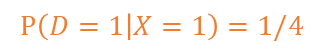 P(D = 1|X = 1) = 1/4